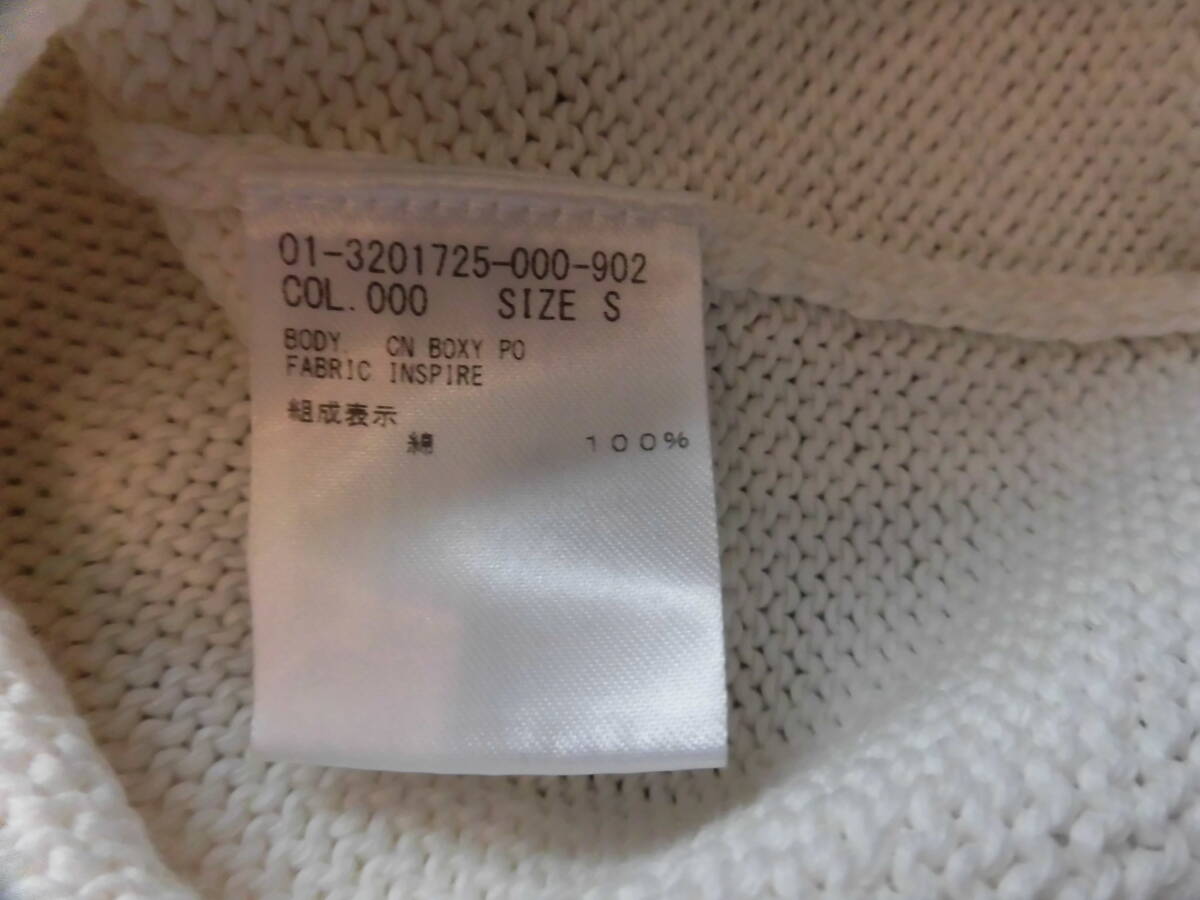 01-3201725-000-902
COL.000 SIZE S
BODY. CN BOXY PO
FABRIC INSPIRE
組成表示
綿 100%